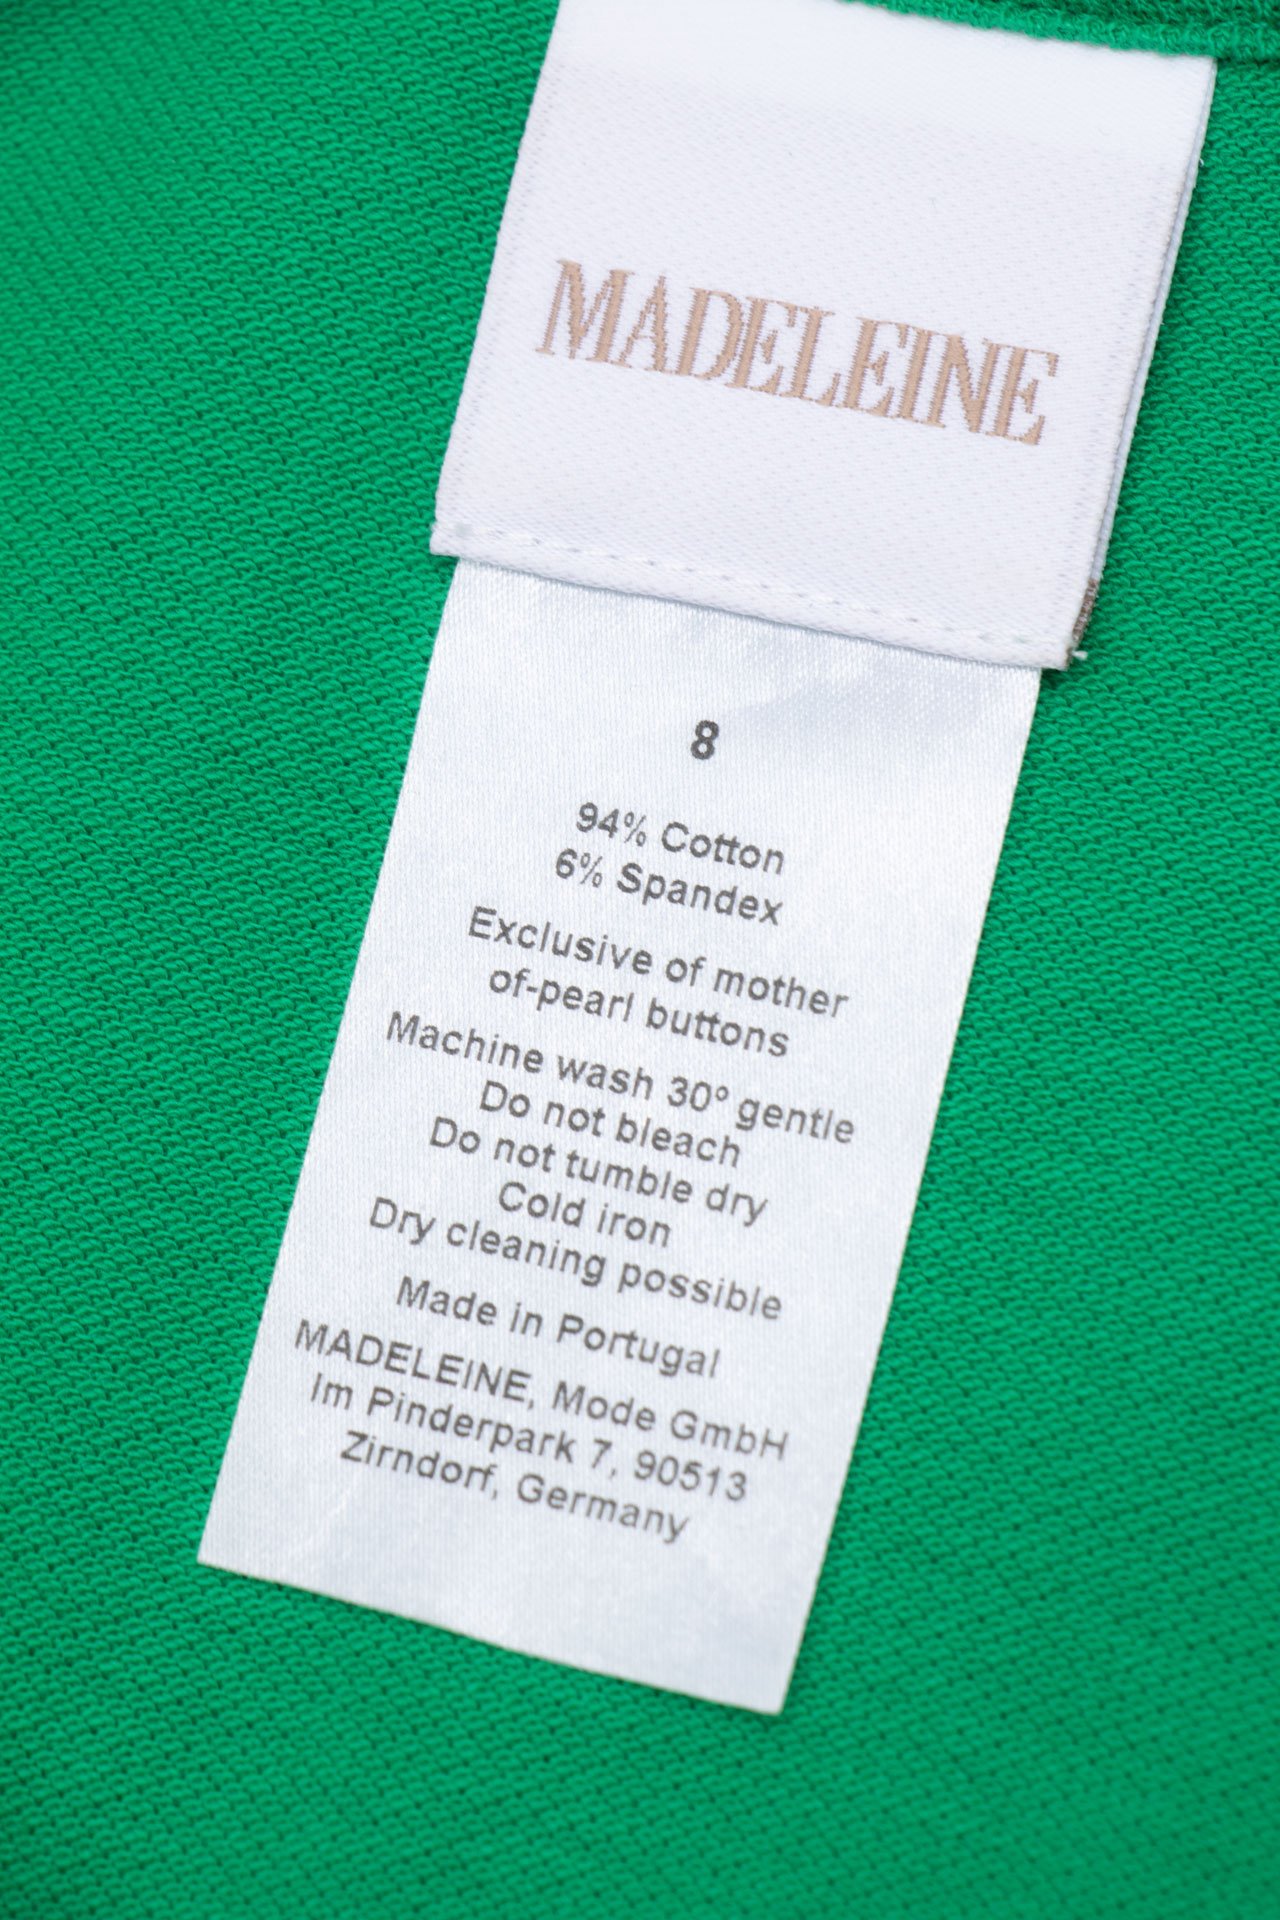 MADELEINE
8
94% Cotton
6% Spandex
Exclusive of mother
of-pearl buttons
Machine wash 30° gentle
Do not bleach
Do not tumble dry
Cold iron
Dry cleaning possible
Made in Portugal
MADELEINE, Mode GmbH
Im Pinderpark 7, 90513
Zirndorf, Germany